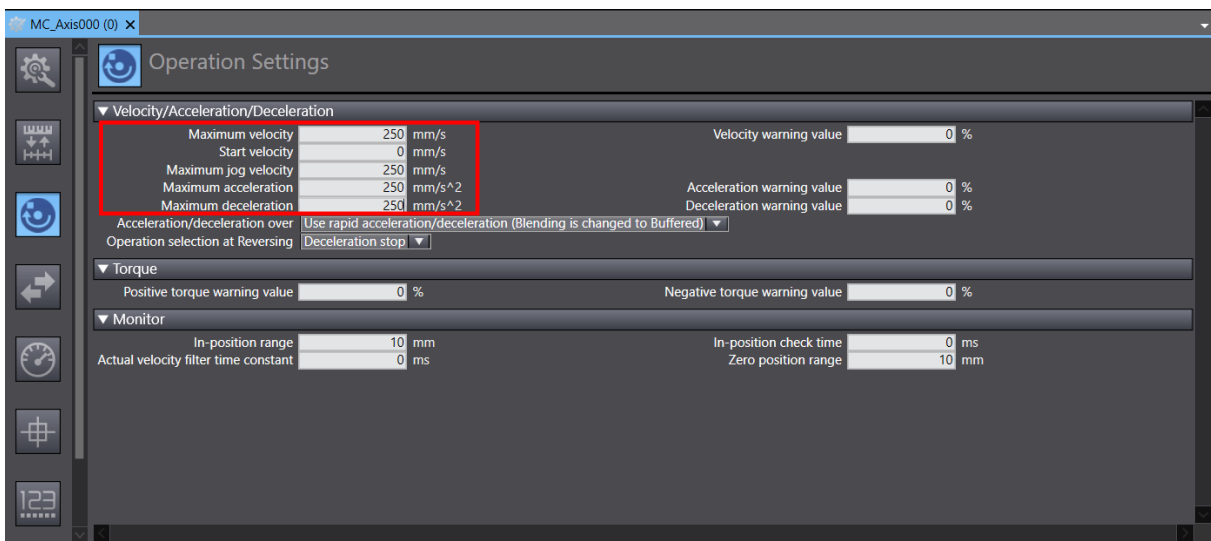 MC_Axis000 (0)
Operation Settings
Velocity/Acceleration/Deceleration
Maximum velocity 250 mm/s Velocity warning value 0 %
Start velocity 0 mm/s
Maximum jog velocity 250 mm/s
Maximum acceleration 250 mm/s^2 Acceleration warning value 0 %
Maximum deceleration 250 mm/s^2 Deceleration warning value 0 %
Acceleration/deceleration over Use rapid acceleration/deceleration (Blending is changed to Buffered)
Operation selection at Reversing Deceleration stop
Torque
Positive torque warning value 0 % Negative torque warning value 0 %
Monitor
In-position range 10 mm In-position check time 0 ms
Actual velocity filter time constant 0 ms Zero position range 10 mm
123